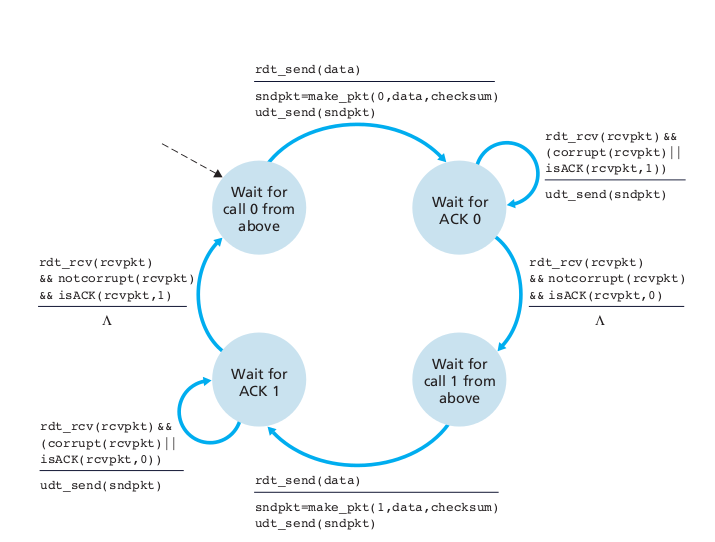 rdt_send(data)
sndpkt=make_pkt(0,data,checksum)
udt_send(sndpkt)
rdt_rcv(rcvpkt)&&
(corrupt(rcvpkt)||
isACK(rcvpkt,1))
udt_send(sndpkt)
Wait for
call 0 from
above
Wait for
ACK 0
rdt_rcv(rcvpkt)
&& notcorrupt(rcvpkt)
&& isACK(rcvpkt,1)
Λ
rdt_rcv(rcvpkt)
&& notcorrupt(rcvpkt)
&& isACK(rcvpkt,0)
Λ
Wait for
ACK 1
Wait for
call 1 from
above
rdt_rcv(rcvpkt)&&
(corrupt(rcvpkt)||
isACK(rcvpkt,0))
udt_send(sndpkt)
rdt_send(data)
sndpkt=make_pkt(1,data,checksum)
udt_send(sndpkt)